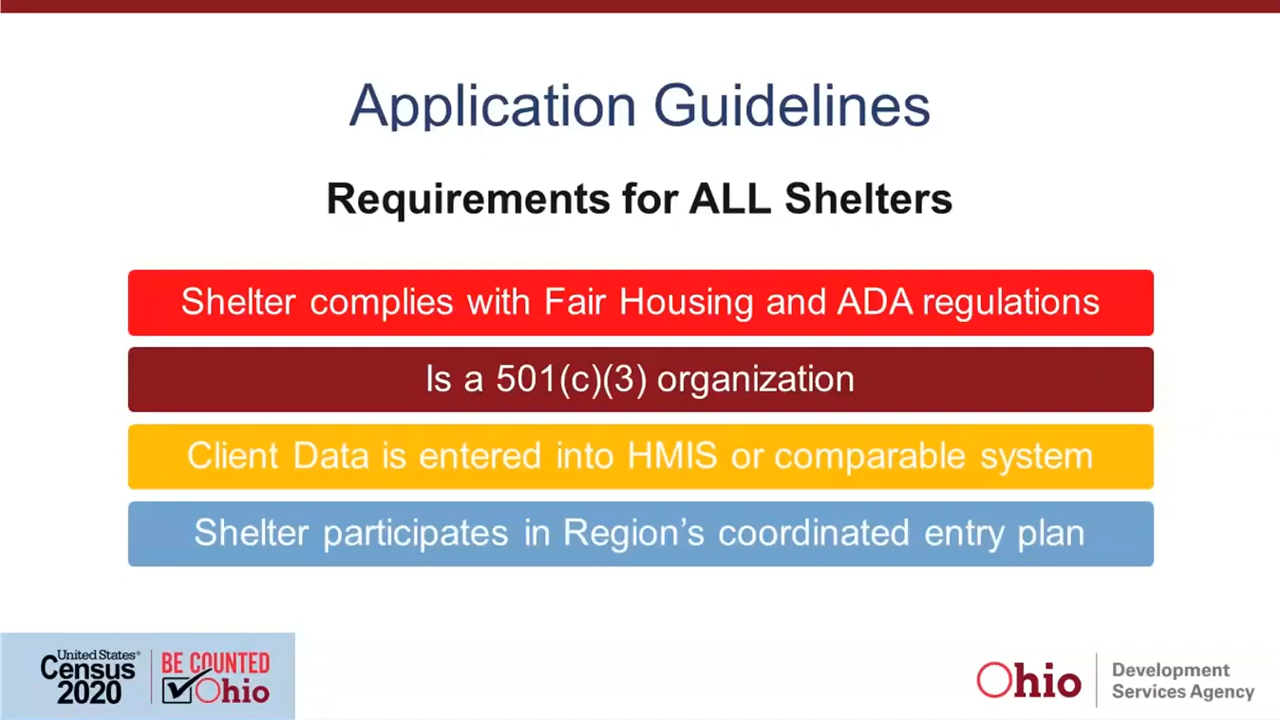 Application Guidelines
Requirements for ALL Shelters
Shelter complies with Fair Housing and ADA regulations
Is a 501(c)(3) organization
Client Data is entered into HMIS or comparable system
Shelter participates in Region’s coordinated entry plan
United States®
Census
2020
BE COUNTED
Ohio
Ohio
Development
Services Agency